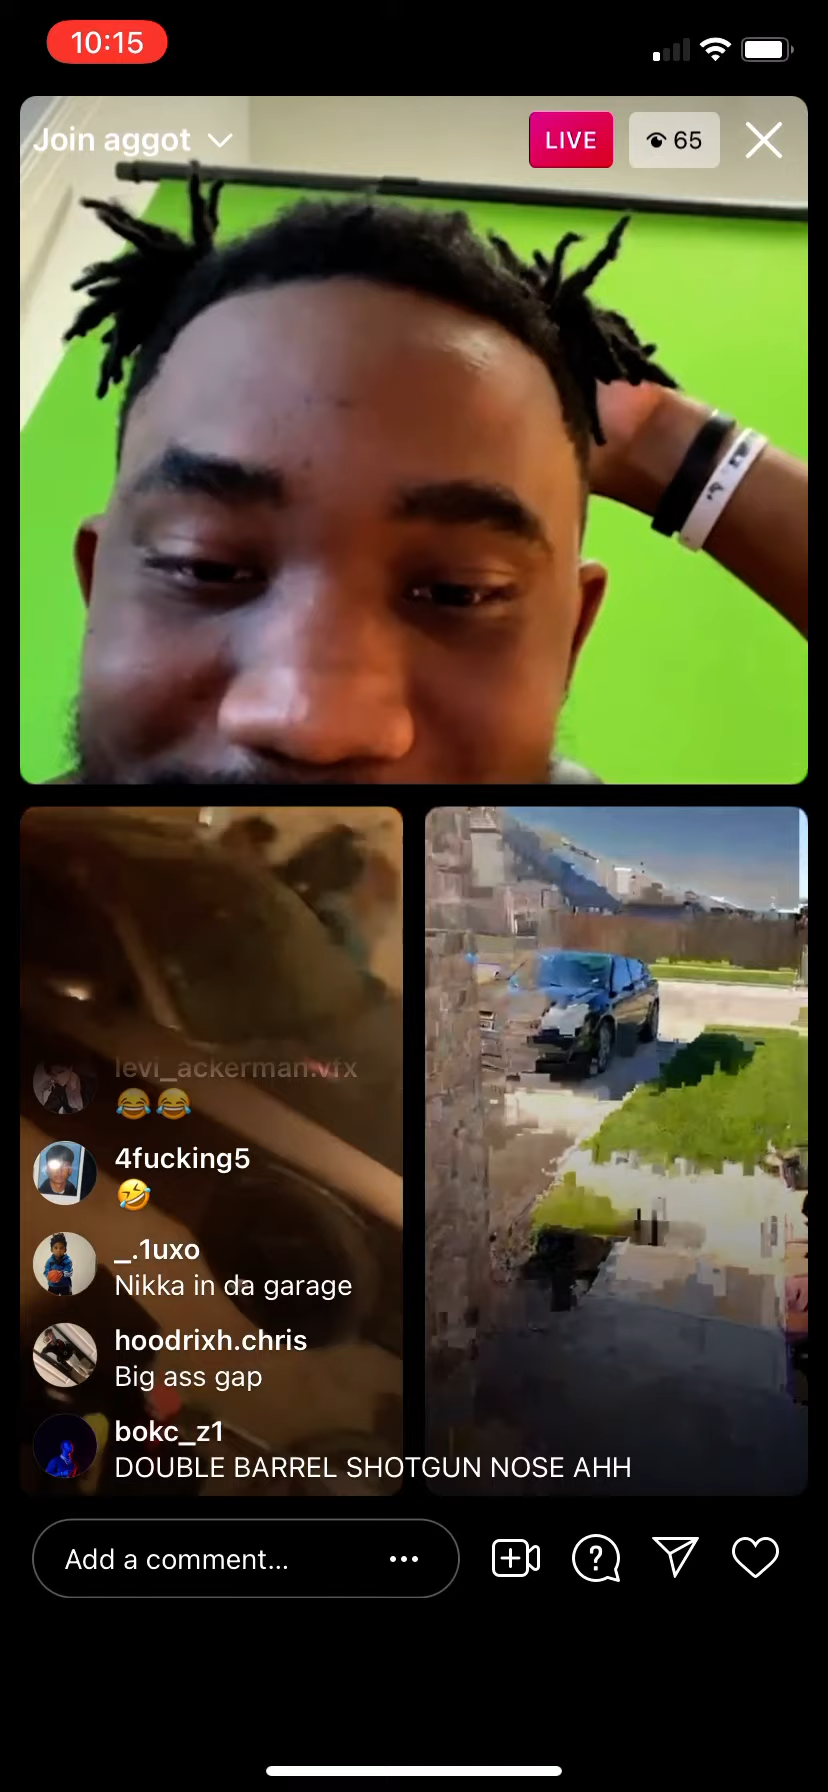 10:15
Join aggot
LIVE
65
levi_ackerman.vfx
😂😂
4fucking5
🤣
_.1uxo
Nikka in da garage
hoodrixh.chris
Big ass gap
bokc_z1
DOUBLE BARREL SHOTGUN NOSE AHH
Add a comment...